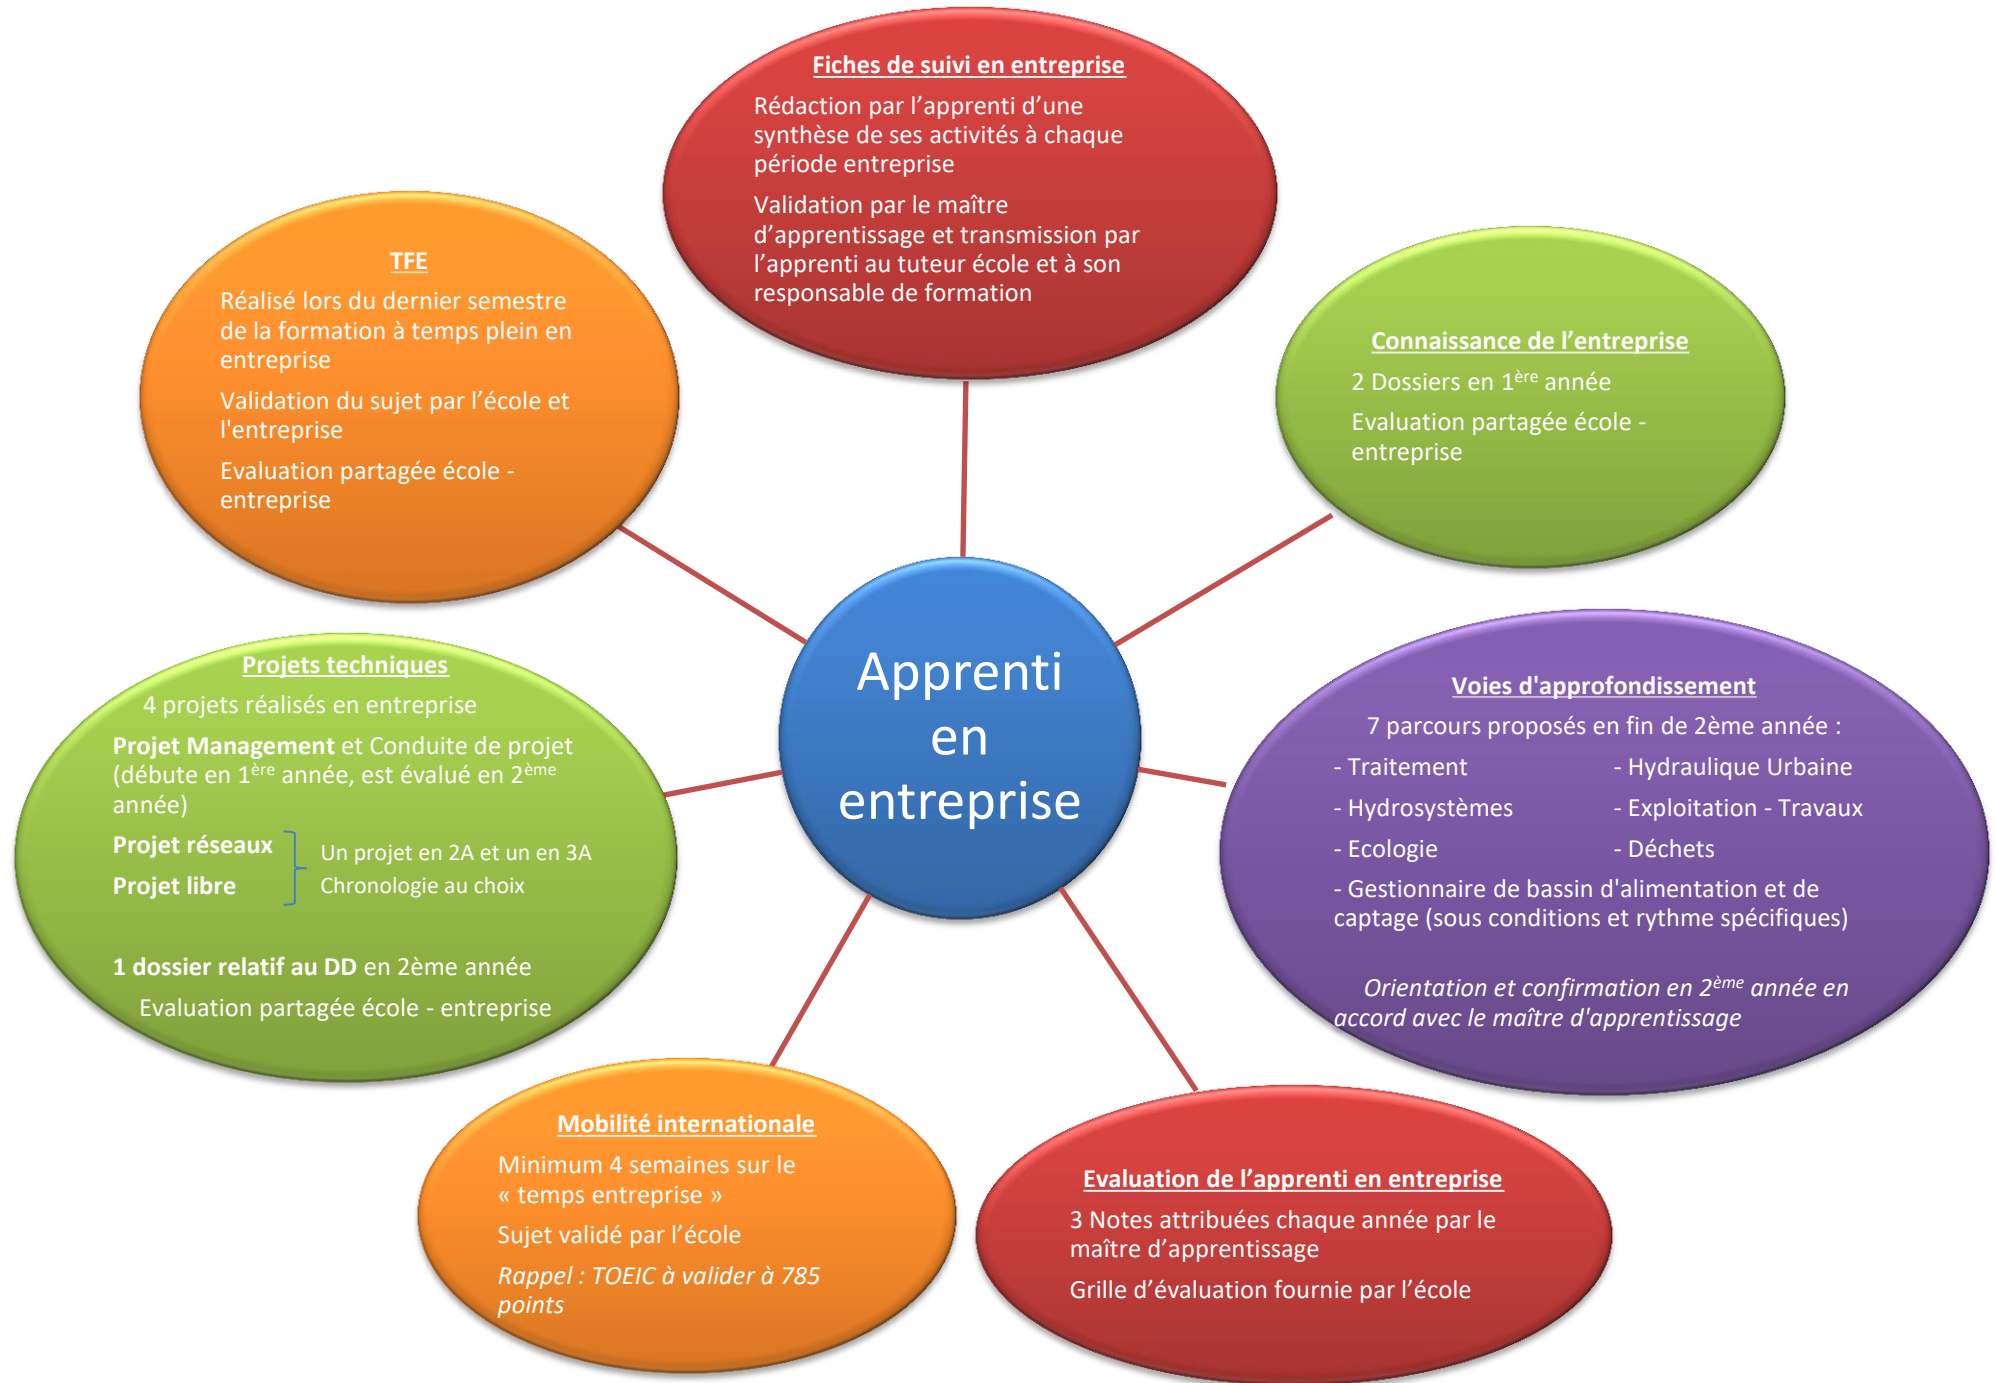 Fiches de suivi en entreprise
Rédaction par l’apprenti d’une
synthèse de ses activités à chaque
période entreprise
Validation par le maître
d’apprentissage et transmission par
l’apprenti au tuteur école et à son
responsable de formation
TFE
Réalisé lors du dernier semestre
de la formation à temps plein en
entreprise
Validation du sujet par l’école et
l'entreprise
Evaluation partagée école -
entreprise
Connaissance de l’entreprise
2 Dossiers en 1ère année
Evaluation partagée école -
entreprise
Apprenti
en
entreprise
Projets techniques
4 projets réalisés en entreprise
Projet Management et Conduite de projet
(débute en 1ère année, est évalué en 2ème
année)
Projet réseaux
Projet libre
Un projet en 2A et un en 3A
Chronologie au choix
1 dossier relatif au DD en 2ème année
Evaluation partagée école - entreprise
Voies d'approfondissement
7 parcours proposés en fin de 2ème année :
- Traitement - Hydraulique Urbaine
- Hydrosystèmes - Exploitation - Travaux
- Ecologie - Déchets
- Gestionnaire de bassin d'alimentation et de
captage (sous conditions et rythme spécifiques)
Orientation et confirmation en 2ème année en
accord avec le maître d'apprentissage
Mobilité internationale
Minimum 4 semaines sur le
« temps entreprise »
Sujet validé par l’école
Rappel : TOEIC à valider à 785
points
Evaluation de l’apprenti en entreprise
3 Notes attribuées chaque année par le
maître d’apprentissage
Grille d’évaluation fournie par l’école